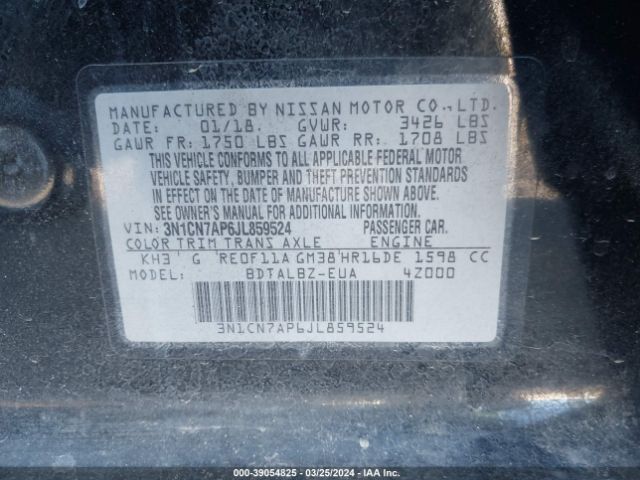 MANUFACTURED BY NISSAN MOTOR CO., LTD.
DATE: 01/18. GVWR: 3426 LBS
GAWR FR: 1750 LBS GAWR RR: 1708 LBS
THIS VEHICLE CONFORMS TO ALL APPLICABLE FEDERAL MOTOR
VEHICLE SAFETY, BUMPER AND THEFT PREVENTION STANDARDS
IN EFFECT ON THE DATE OF MANUFACTURE SHOWN ABOVE.
SEE OWNER'S MANUAL FOR ADDITIONAL INFORMATION.
VIN: 3N1CN7AP6JL859524 PASSENGER CAR.
COLOR TRIM TRANS AXLE ENGINE
KH3 ' G 'RE0F11A GM38'HR16DE 1598 CC
MODEL: BDTALBZ-EUA 4Z000
3N1CN7AP6JL859524
000-39054825 - 03/25/2024 - IAA Inc.